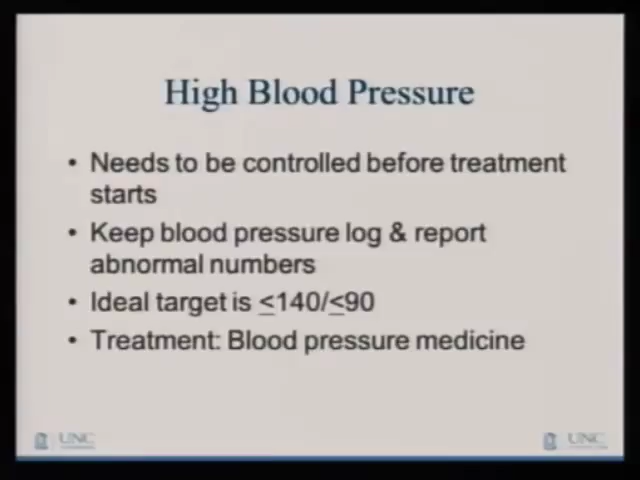 High Blood Pressure
• Needs to be controlled before treatment
starts
• Keep blood pressure log & report
abnormal numbers
• Ideal target is ≤140/≤90
• Treatment: Blood pressure medicine
UNC
UNC